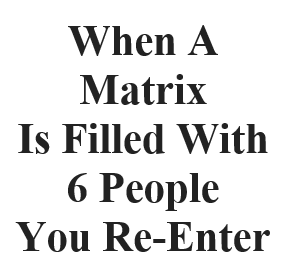 When A
Matrix
Is Filled With
6 People
You Re-Enter